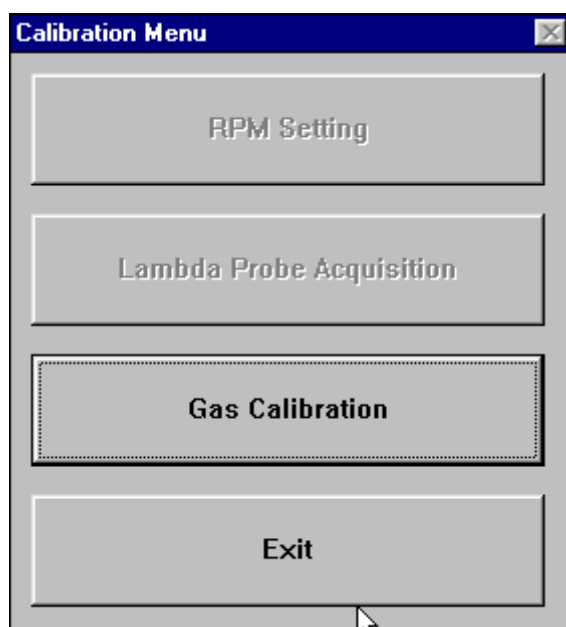 Calibration Menu
RPM Setting
Lambda Probe Acquisition
Gas Calibration
Exit